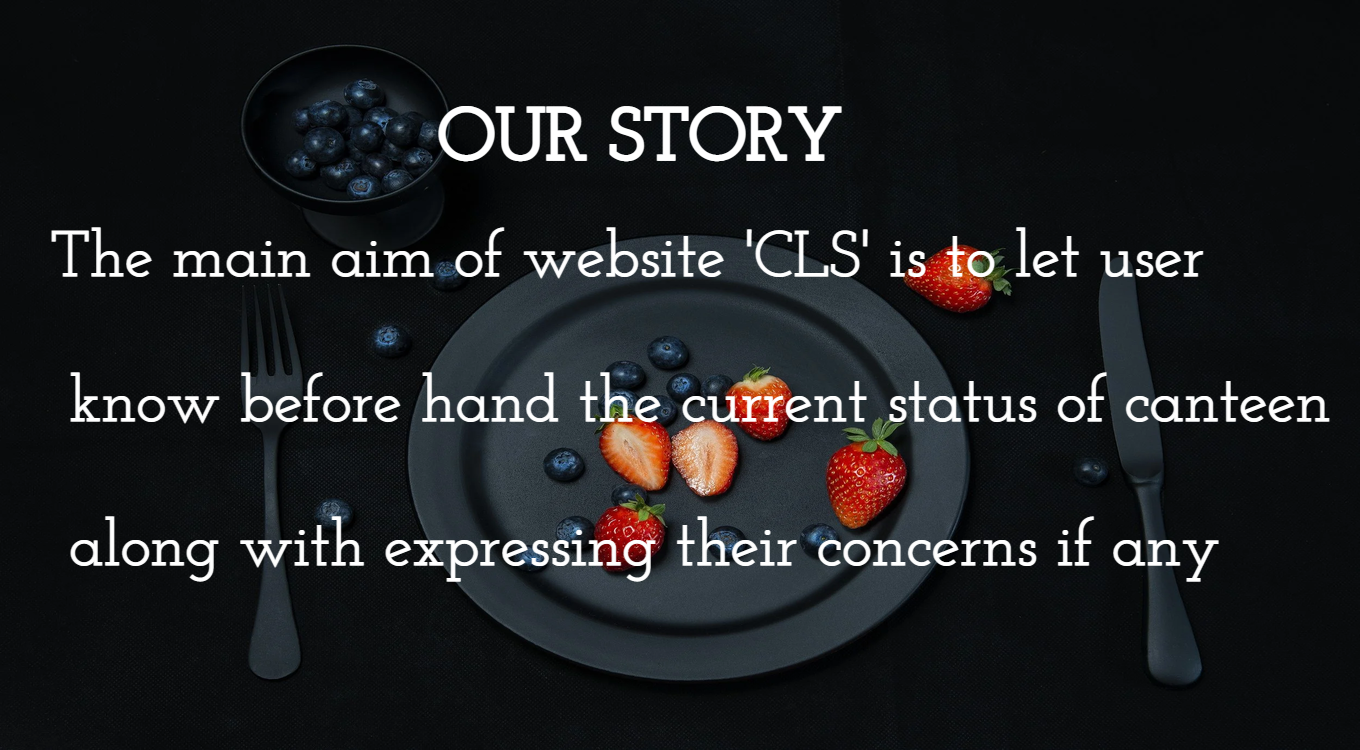 OUR STORY
The main aim of website 'CLS' is to let user
know before hand the current status of canteen
along with expressing their concerns if any